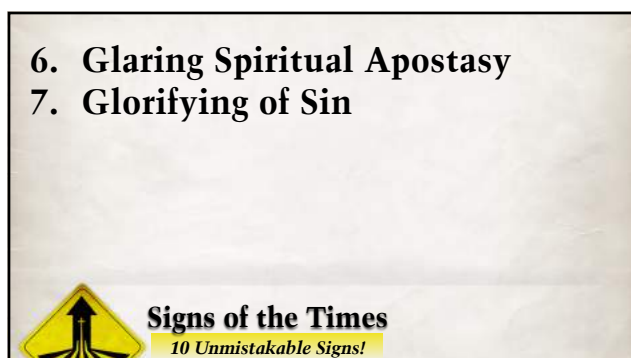 6. Glaring Spiritual Apostasy
7. Glorifying of Sin
Signs of the Times
10 Unmistakable Signs!